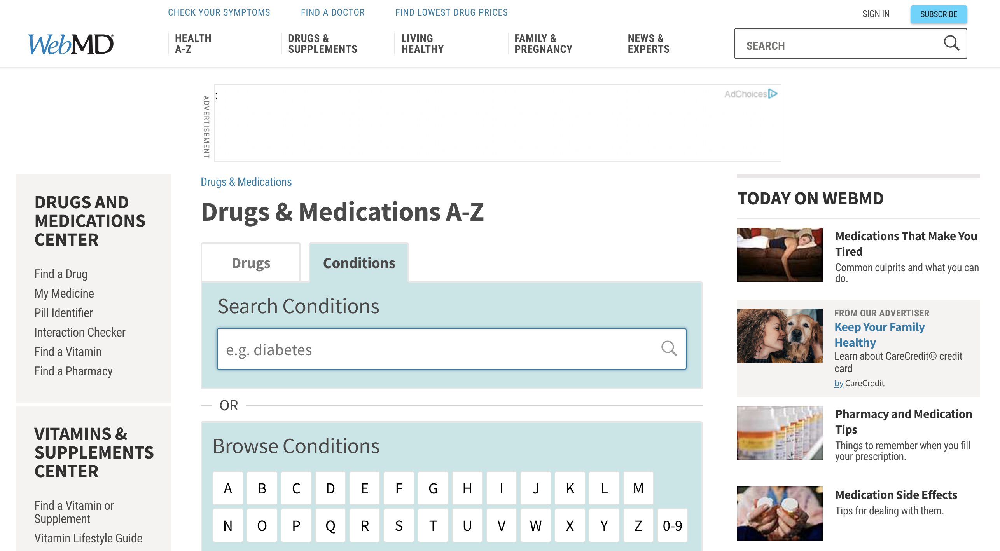 CHECK YOUR SYMPTOMS
FIND A DOCTOR
FIND LOWEST DRUG PRICES
SIGN IN
SUBSCRIBE
WebMD®
HEALTH
A-Z
DRUGS &
SUPPLEMENTS
LIVING
HEALTHY
FAMILY &
PREGNANCY
NEWS &
EXPERTS
SEARCH
ADVERTISEMENT
;
AdChoices
DRUGS AND
MEDICATIONS
CENTER
Find a Drug
My Medicine
Pill Identifier
Interaction Checker
Find a Vitamin
Find a Pharmacy
VITAMINS &
SUPPLEMENTS
CENTER
Find a Vitamin or
Supplement
Vitamin Lifestyle Guide
Drugs & Medications
Drugs & Medications A-Z
Drugs
Conditions
Search Conditions
e.g. diabetes
OR
Browse Conditions
A B C D E F G H I J K L M
N O P Q R S T U V W X Y Z 0-9
TODAY ON WEBMD
Medications That Make You
Tired
Common culprits and what you can
do.
FROM OUR ADVERTISER
Keep Your Family
Healthy
Learn about CareCredit® credit
card
by CareCredit
Pharmacy and Medication
Tips
Things to remember when you fill
your prescription.
Medication Side Effects
Tips for dealing with them.